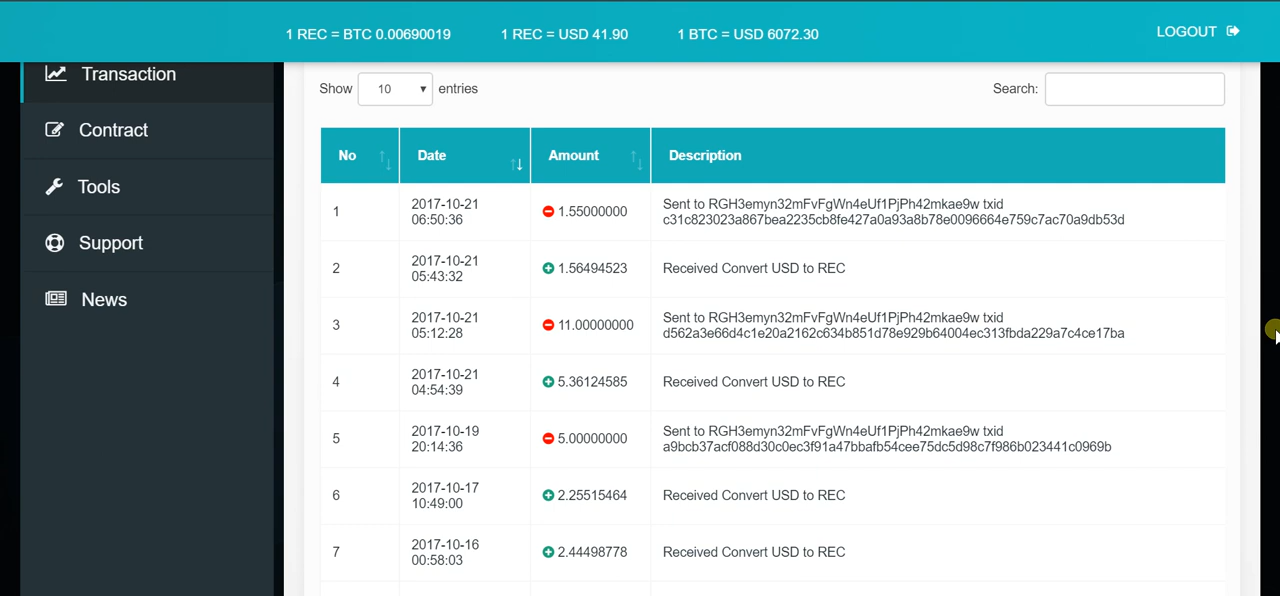 1 REC = BTC 0.00690019 1 REC = USD 41.90 1 BTC = USD 6072.30 LOGOUT
Transaction
Contract
Tools
Support
News
Show 10 entries Search:
No Date Amount Description
1 2017-10-21 06:50:36 1.55000000 Sent to RGH3emyn32mFvFgWn4eUf1PjPh42mkae9w txid
c31c823023a867bea2235cb8fe427a0a93a8b78e0096664e759c7ac70a9db53d
2 2017-10-21 05:43:32 1.56494523 Received Convert USD to REC
3 2017-10-21 05:12:28 11.00000000 Sent to RGH3emyn32mFvFgWn4eUf1PjPh42mkae9w txid
d562a3e66d4c1e20a2162c634b851d78e929b64004ec313fbda229a7c4ce17ba
4 2017-10-21 04:54:39 5.36124585 Received Convert USD to REC
5 2017-10-19 20:14:36 5.00000000 Sent to RGH3emyn32mFvFgWn4eUf1PjPh42mkae9w txid
a9bcb37acf088d30c0ec3f91a47bbafb54cee75dc5d98c7f986b023441c0969b
6 2017-10-17 10:49:00 2.25515464 Received Convert USD to REC
7 2017-10-16 00:58:03 2.44498778 Received Convert USD to REC